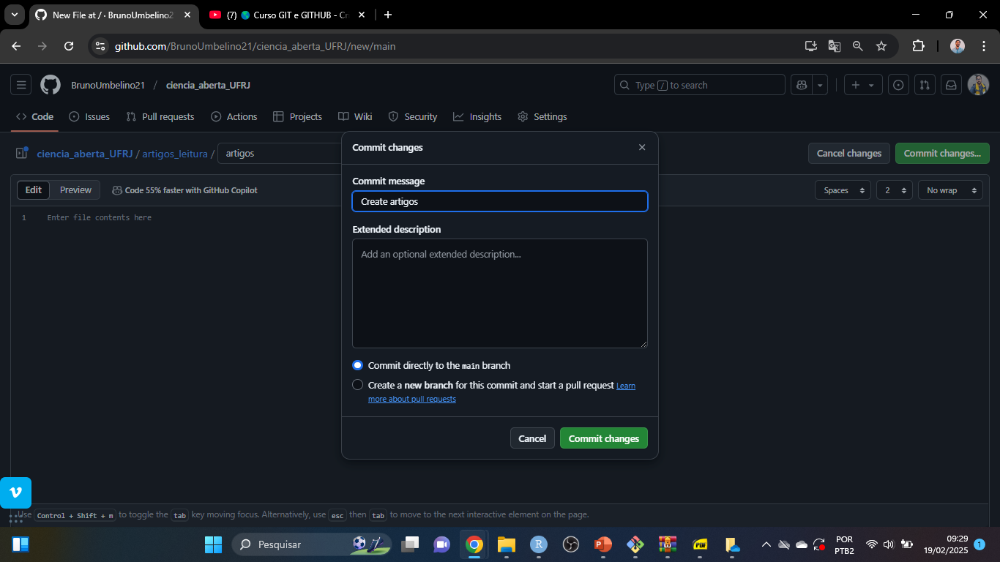 New File at / · BrunoUmbelino2
(7) Curso GIT e GITHUB - Cr
github.com/BrunoUmbelino21/ciencia_aberta_UFRJ/new/main
BrunoUmbelino21 / ciencia_aberta_UFRJ
Type / to search
Code
Issues
Pull requests
Actions
Projects
Wiki
Security
Insights
Settings
ciencia_aberta_UFRJ / artigos_leitura / artigos
Cancel changes
Commit changes...
Edit
Preview
Code 55% faster with GitHub Copilot
Spaces
2
No wrap
1
Enter file contents here
Commit changes
Commit message
Create artigos
Extended description
Add an optional extended description...
Commit directly to the main branch
Create a new branch for this commit and start a pull request Learn
more about pull requests
Cancel
Commit changes
Use Control + Shift + m to toggle the tab key moving focus. Alternatively, use esc then tab to move to the next interactive element on the page.
Pesquisar
POR
PTB2
09:29
19/02/2025
1